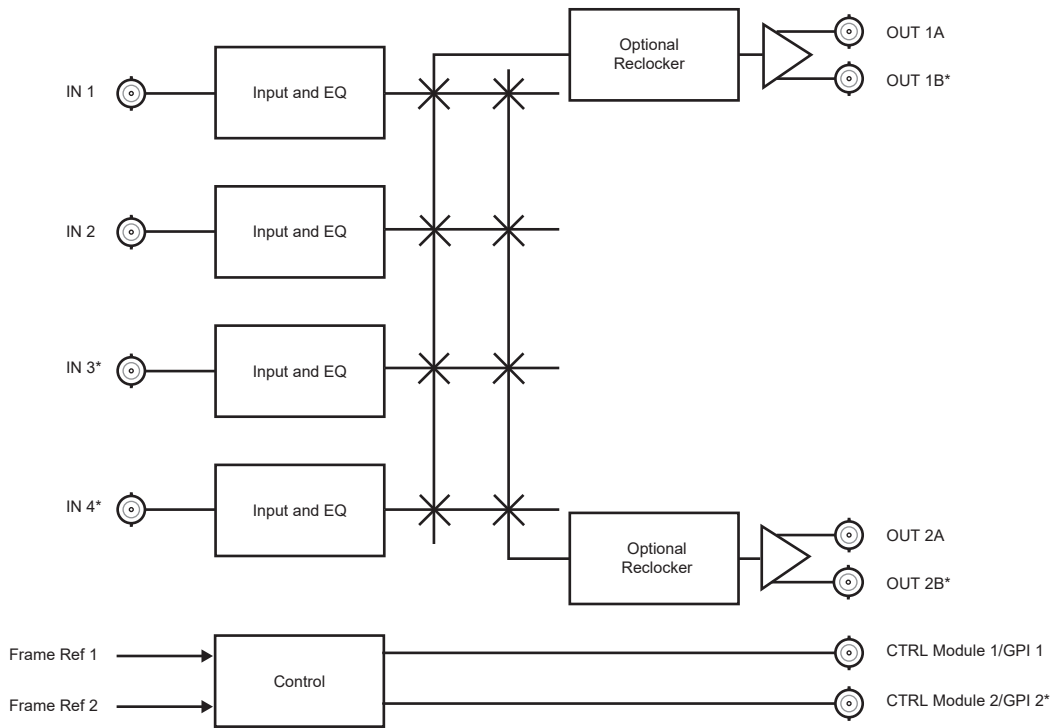 Optional
Reclocker
OUT 1A
OUT 1B*
IN 1
Input and EQ
IN 2
Input and EQ
IN 3*
Input and EQ
IN 4*
Input and EQ
Optional
Reclocker
OUT 2A
OUT 2B*
Frame Ref 1
Frame Ref 2
Control
CTRL Module 1/GPI 1
CTRL Module 2/GPI 2*